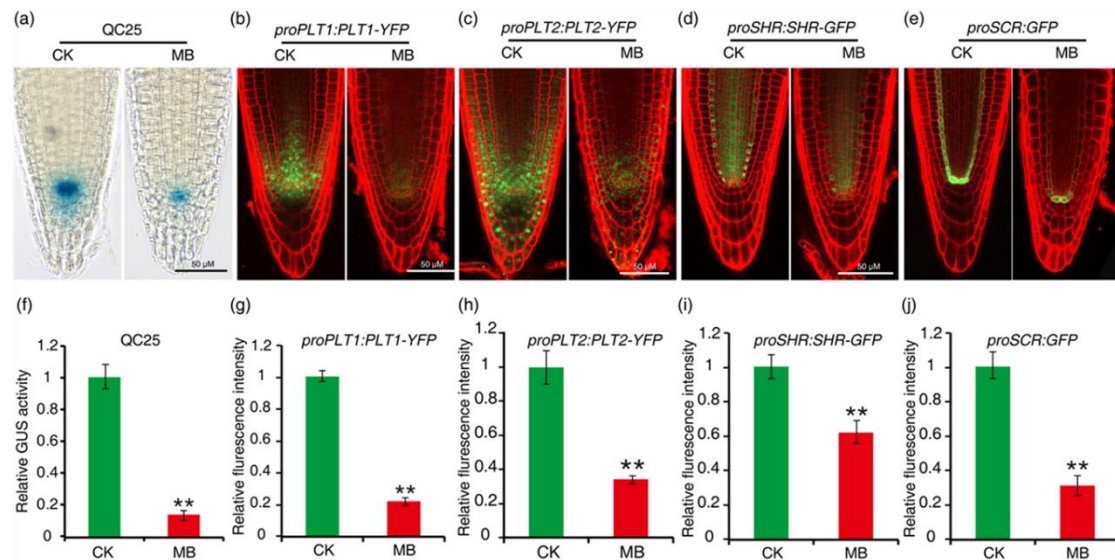 (a) QC25
CK MB
50 μM
(b) proPLT1:PLT1-YFP
CK MB
50 μM
(c) proPLT2:PLT2-YFP
CK MB
50 μM
(d) proSHR:SHR-GFP
CK MB
50 μM
(e) proSCR:GFP
CK MB
50 μM
(f) QC25
Relative GUS activity
1.2
1.0
0.8
0.6
0.4
0.2
0
**
CK MB
(g) proPLT1:PLT1-YFP
Relative flurescence intensity
1.2
1
0.8
0.6
0.4
0.2
0
**
CK MB
(h) proPLT2:PLT2-YFP
Relative flurescence intensity
1.2
1
0.8
0.6
0.4
0.2
0
**
CK MB
(i) proSHR:SHR-GFP
Relative flurescence intensity
1.2
1
0.8
0.6
0.4
0.2
0
**
CK MB
(j) proSCR:GFP
Relative flurescence intensity
1.2
1
0.8
0.6
0.4
0.2
0
**
CK MB